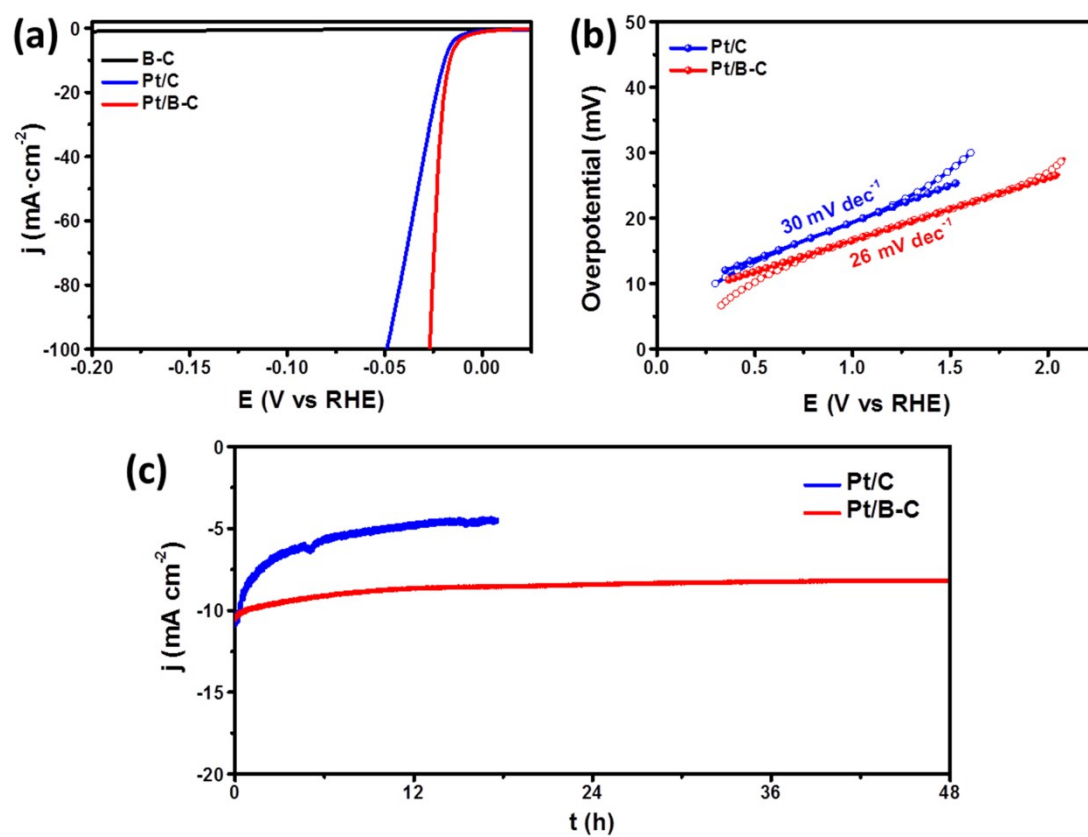 (a)
B-C
Pt/C
Pt/B-C
j (mA·cm⁻²)
0
-20
-40
-60
-80
-100
-0.20
-0.15
-0.10
-0.05
0.00
E (V vs RHE)
(b)
Pt/C
Pt/B-C
Overpotential (mV)
50
40
30
20
10
0
30 mV dec⁻¹
26 mV dec⁻¹
0.0
0.5
1.0
1.5
2.0
E (V vs RHE)
(c)
Pt/C
Pt/B-C
j (mA cm⁻²)
0
-5
-10
-15
-20
0
12
24
36
48
t (h)